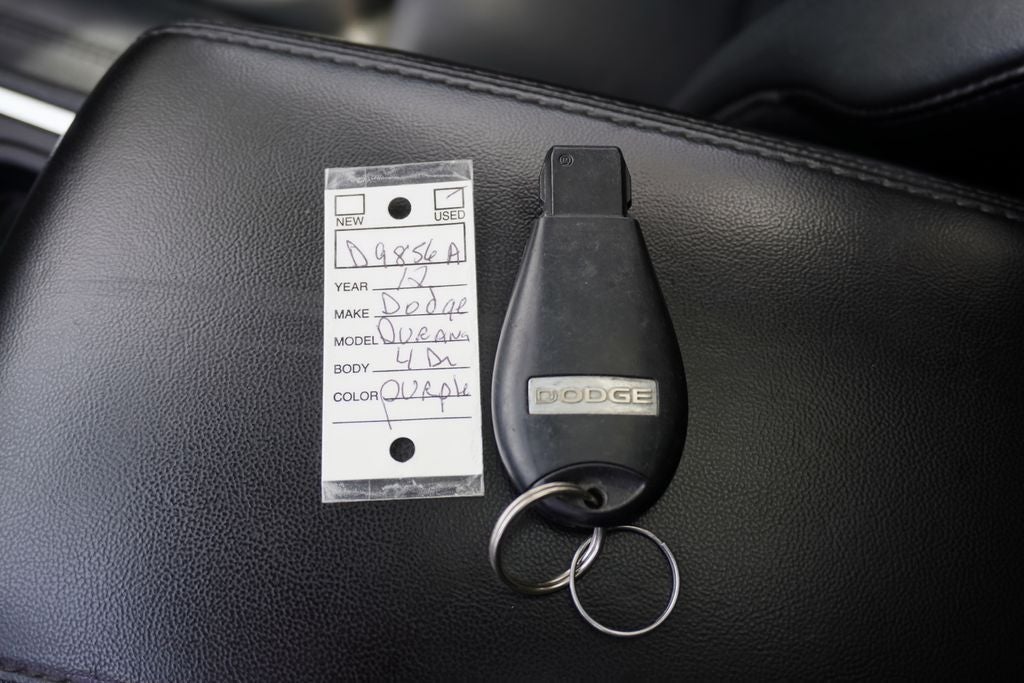 NEW USED
D9856A
YEAR 12
MAKE Dodge
MODEL Durang
BODY 4 Dr
COLOR purple
DODGE